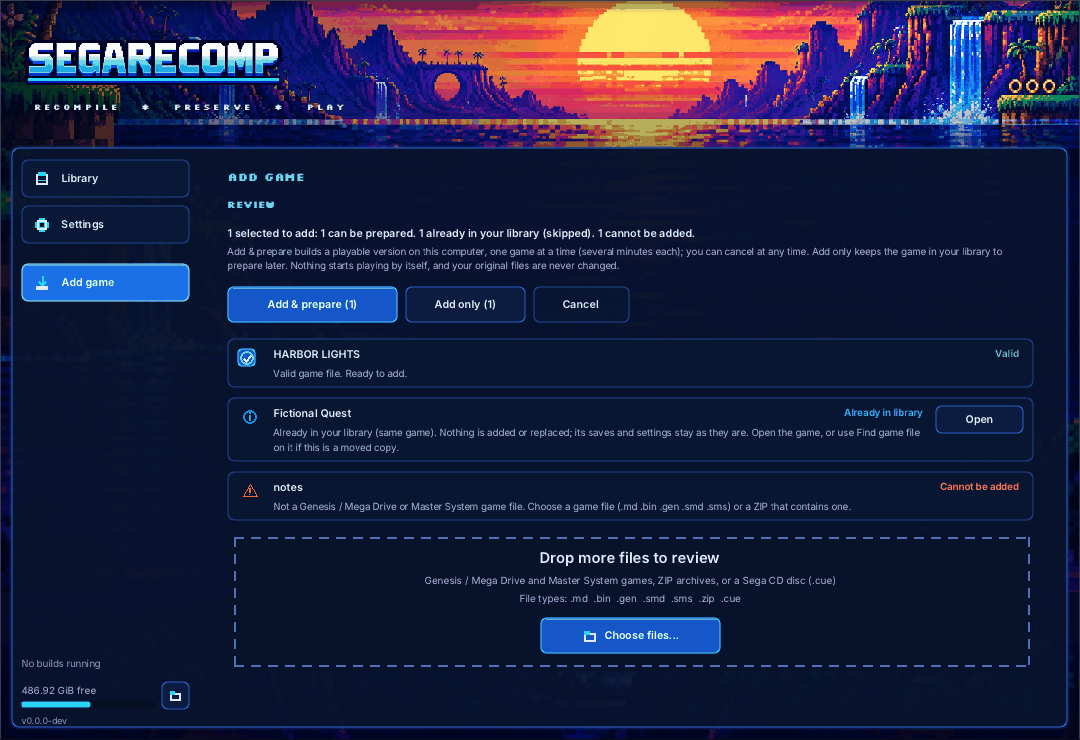 SEGARECOMP
RECOMPILE * PRESERVE * PLAY
Library
Settings
Add game
ADD GAME
REVIEW
1 selected to add: 1 can be prepared. 1 already in your library (skipped). 1 cannot be added.
Add & prepare builds a playable version on this computer, one game at a time (several minutes each); you can cancel at any time. Add only keeps the game in your library to
prepare later. Nothing starts playing by itself, and your original files are never changed.
Add & prepare (1)
Add only (1)
Cancel
HARBOR LIGHTS
Valid
Valid game file. Ready to add.
Fictional Quest
Already in library
Open
Already in your library (same game). Nothing is added or replaced; its saves and settings stay as they are. Open the game, or use Find game file
on it if this is a moved copy.
notes
Cannot be added
Not a Genesis / Mega Drive or Master System game file. Choose a game file (.md .bin .gen .smd .sms) or a ZIP that contains one.
Drop more files to review
Genesis / Mega Drive and Master System games, ZIP archives, or a Sega CD disc (.cue)
File types: .md .bin .gen .smd .sms .zip .cue
Choose files...
No builds running
486.92 GiB free
v0.0.0-dev